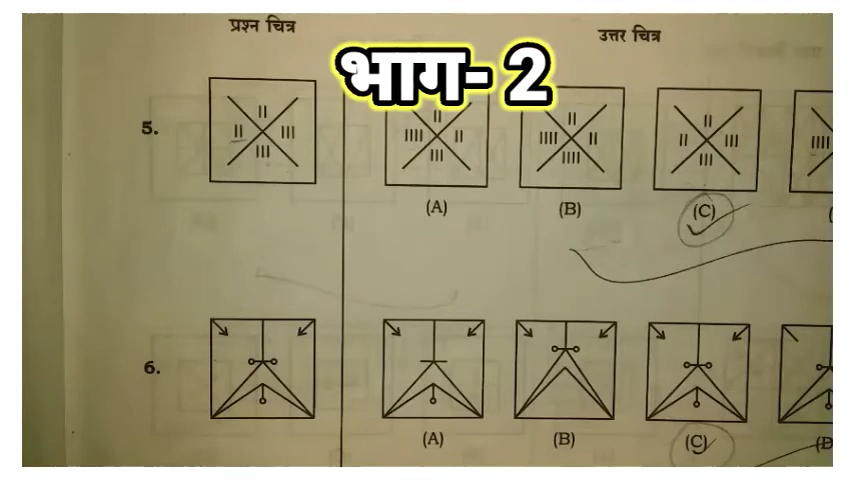 प्रश्न चित्र
उत्तर चित्र
भाग- 2
5.
(A) (B) (C)
6.
(A) (B) (C) (D